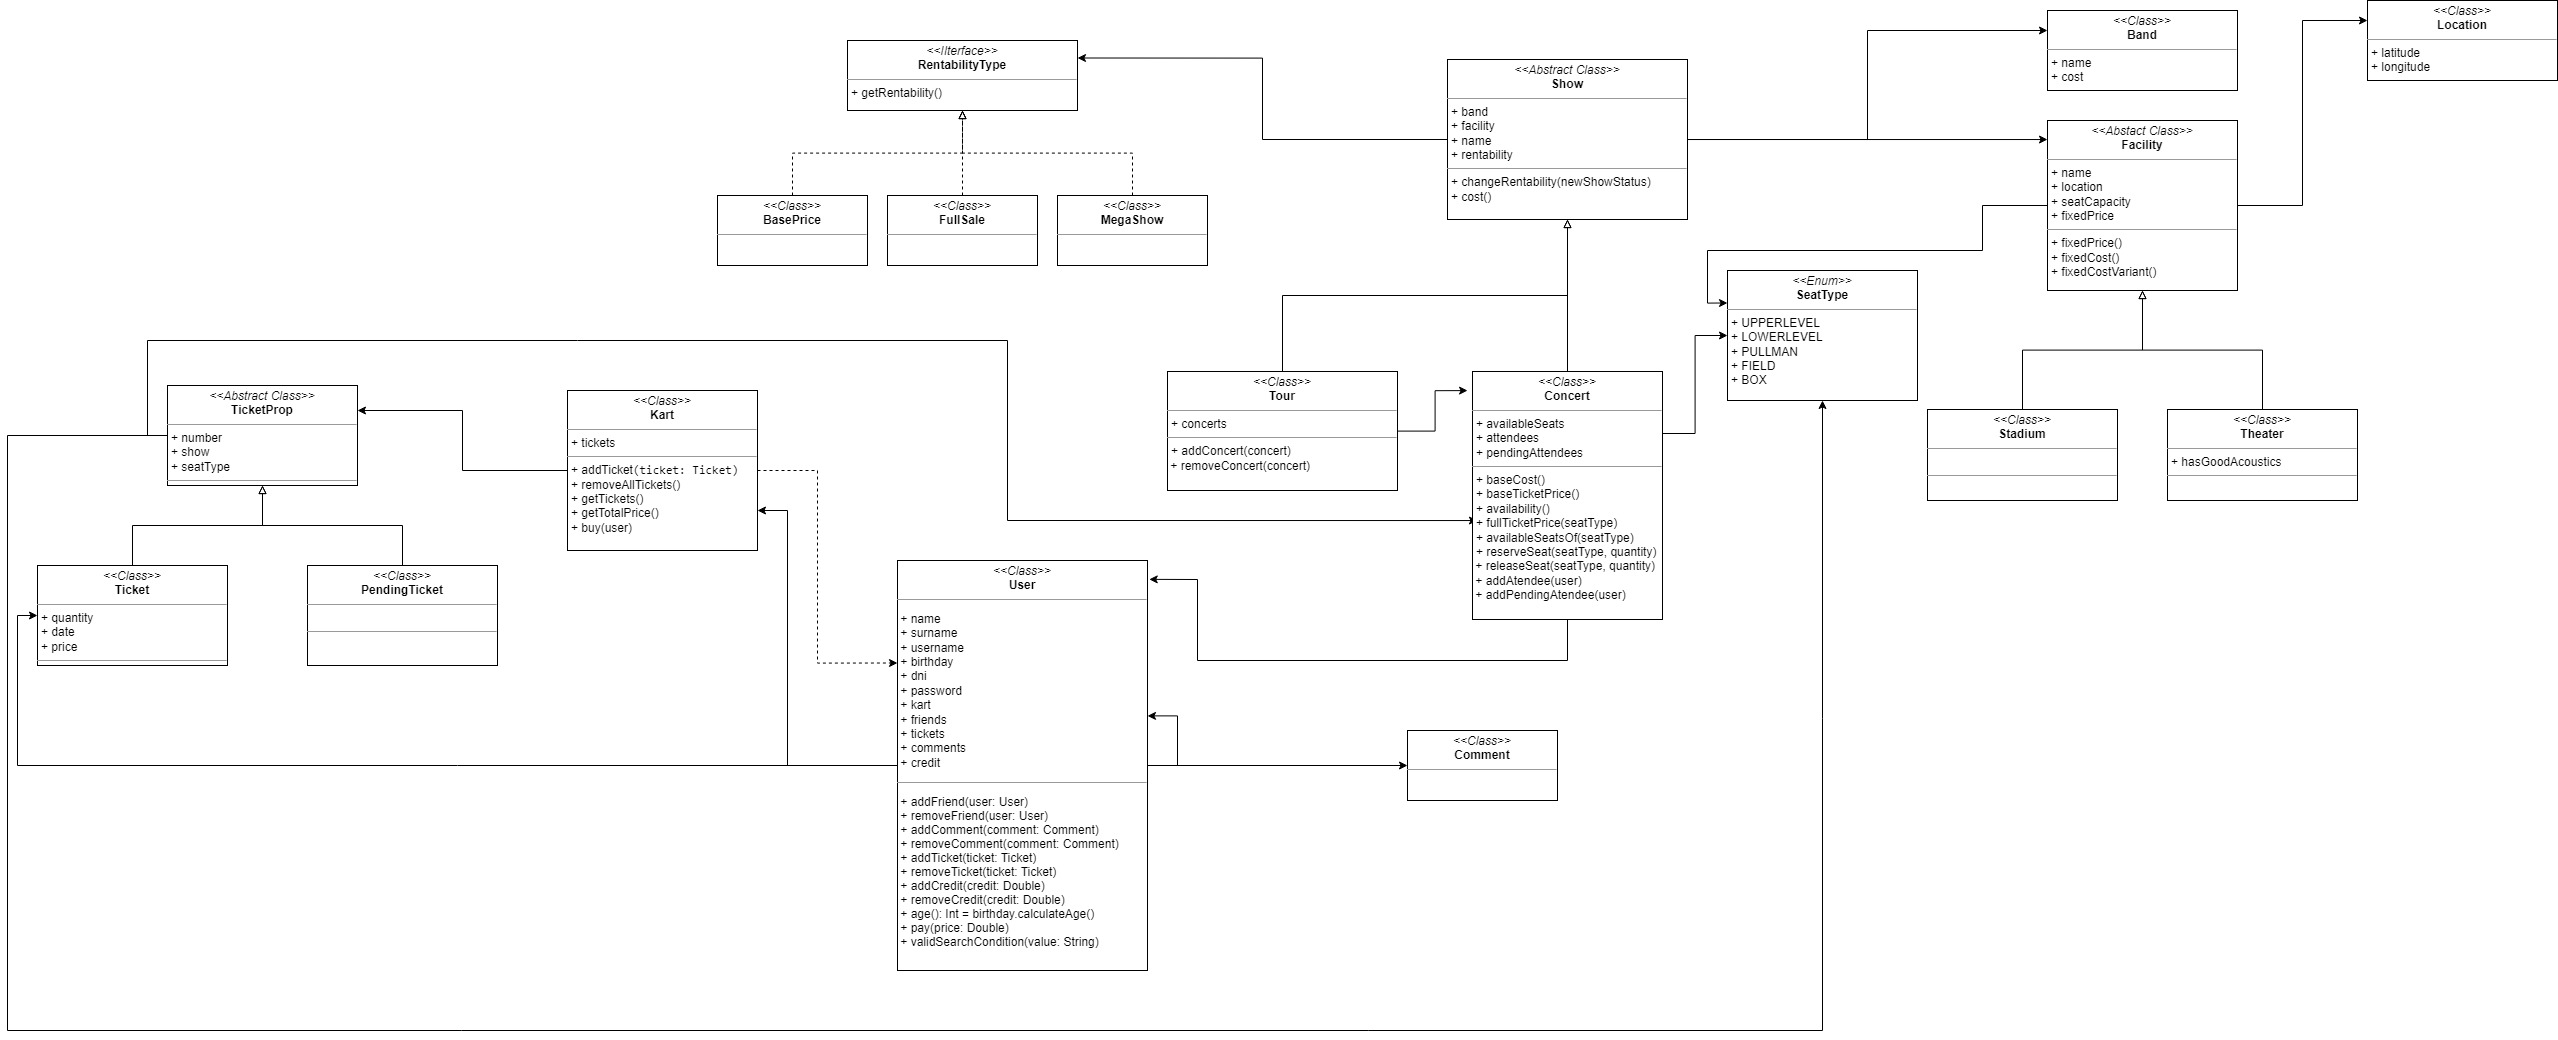 <<Class>>
Location
+ latitude
+ longitude
<<Class>>
Band
+ name
+ cost
<<IIterface>>
RentabilityType
+ getRentability()
<<Abstract Class>>
Show
+ band
+ facility
+ name
+ rentability
+ changeRentability(newShowStatus)
+ cost()
<<Abstact Class>>
Facility
+ name
+ location
+ seatCapacity
+ fixedPrice
+ fixedPrice()
+ fixedCost()
+ fixedCostVariant()
<<Class>>
BasePrice
<<Class>>
FullSale
<<Class>>
MegaShow
<<Enum>>
SeatType
+ UPPERLEVEL
+ LOWERLEVEL
+ PULLMAN
+ FIELD
+ BOX
<<Abstract Class>>
TicketProp
+ number
+ show
+ seatType
<<Class>>
Kart
+ tickets
+ addTicket(ticket: Ticket)
+ removeAllTickets()
+ getTickets()
+ getTotalPrice()
+ buy(user)
<<Class>>
Tour
+ concerts
+ addConcert(concert)
+ removeConcert(concert)
<<Class>>
Concert
+ availableSeats
+ attendees
+ pendingAttendees
+ baseCost()
+ baseTicketPrice()
+ availability()
+ fullTicketPrice(seatType)
+ availableSeatsOf(seatType)
+ reserveSeat(seatType, quantity)
+ releaseSeat(seatType, quantity)
+ addAtendee(user)
+ addPendingAtendee(user)
<<Class>>
Stadium
<<Class>>
Theater
+ hasGoodAcoustics
<<Class>>
Ticket
+ quantity
+ date
+ price
<<Class>>
PendingTicket
<<Class>>
User
+ name
+ surname
+ username
+ birthday
+ dni
+ password
+ kart
+ friends
+ tickets
+ comments
+ credit
+ addFriend(user: User)
+ removeFriend(user: User)
+ addComment(comment: Comment)
+ removeComment(comment: Comment)
+ addTicket(ticket: Ticket)
+ removeTicket(ticket: Ticket)
+ addCredit(credit: Double)
+ removeCredit(credit: Double)
+ age(): Int = birthday.calculateAge()
+ pay(price: Double)
+ validSearchCondition(value: String)
<<Class>>
Comment